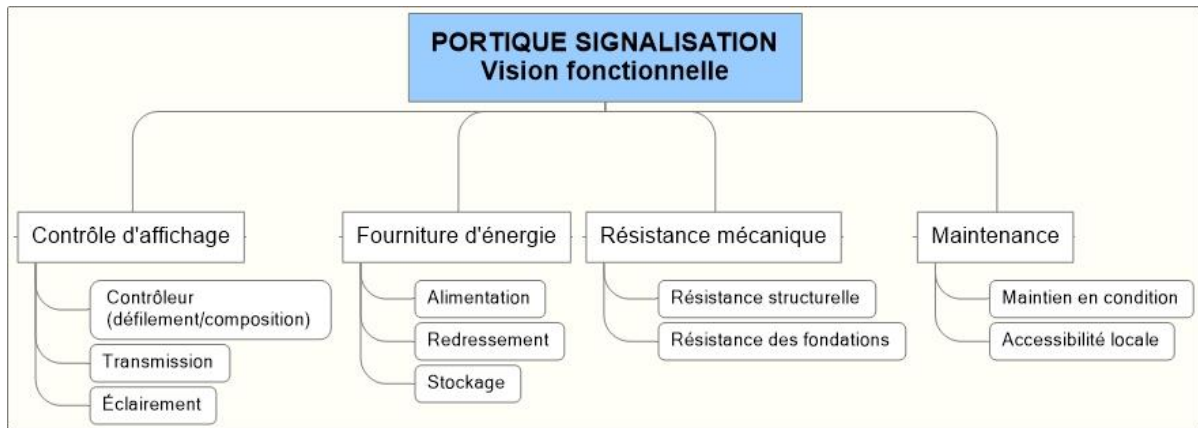 PORTIQUE SIGNALISATION
Vision fonctionnelle
Contrôle d'affichage
Contrôleur
(défilement/composition)
Transmission
Éclairement
Fourniture d'énergie
Alimentation
Redressement
Stockage
Résistance mécanique
Résistance structurelle
Résistance des fondations
Maintenance
Maintien en condition
Accessibilité locale